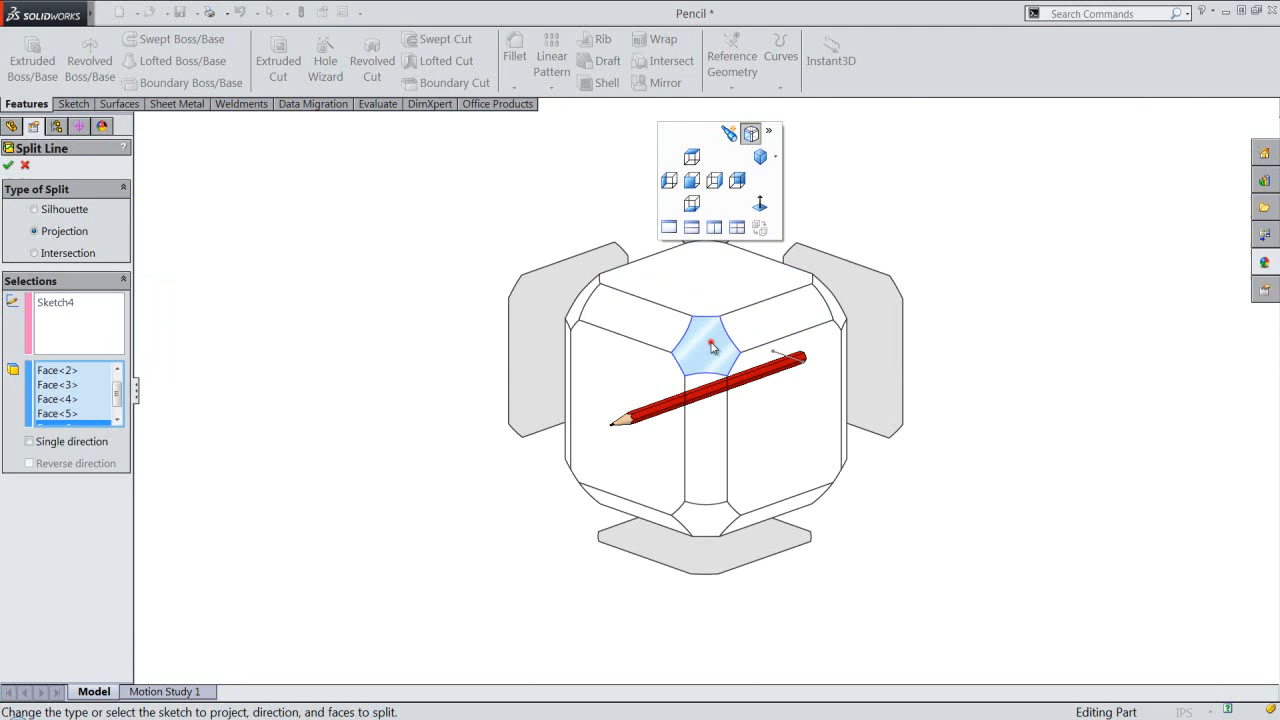 SOLIDWORKS
Pencil *
Search Commands
Extruded Boss/Base
Revolved Boss/Base
Swept Boss/Base
Lofted Boss/Base
Boundary Boss/Base
Extruded Cut
Hole Wizard
Revolved Cut
Swept Cut
Lofted Cut
Boundary Cut
Fillet
Linear Pattern
Rib
Draft
Shell
Wrap
Intersect
Mirror
Reference Geometry
Curves
Instant3D
Features
Sketch
Surfaces
Sheet Metal
Weldments
Data Migration
Evaluate
DimXpert
Office Products
Split Line
?
Type of Split
Silhouette
Projection
Intersection
Selections
Sketch4
Face<2>
Face<3>
Face<4>
Face<5>
Single direction
Reverse direction
Model
Motion Study 1
Change the type or select the sketch to project, direction, and faces to split.
Editing Part
IPS